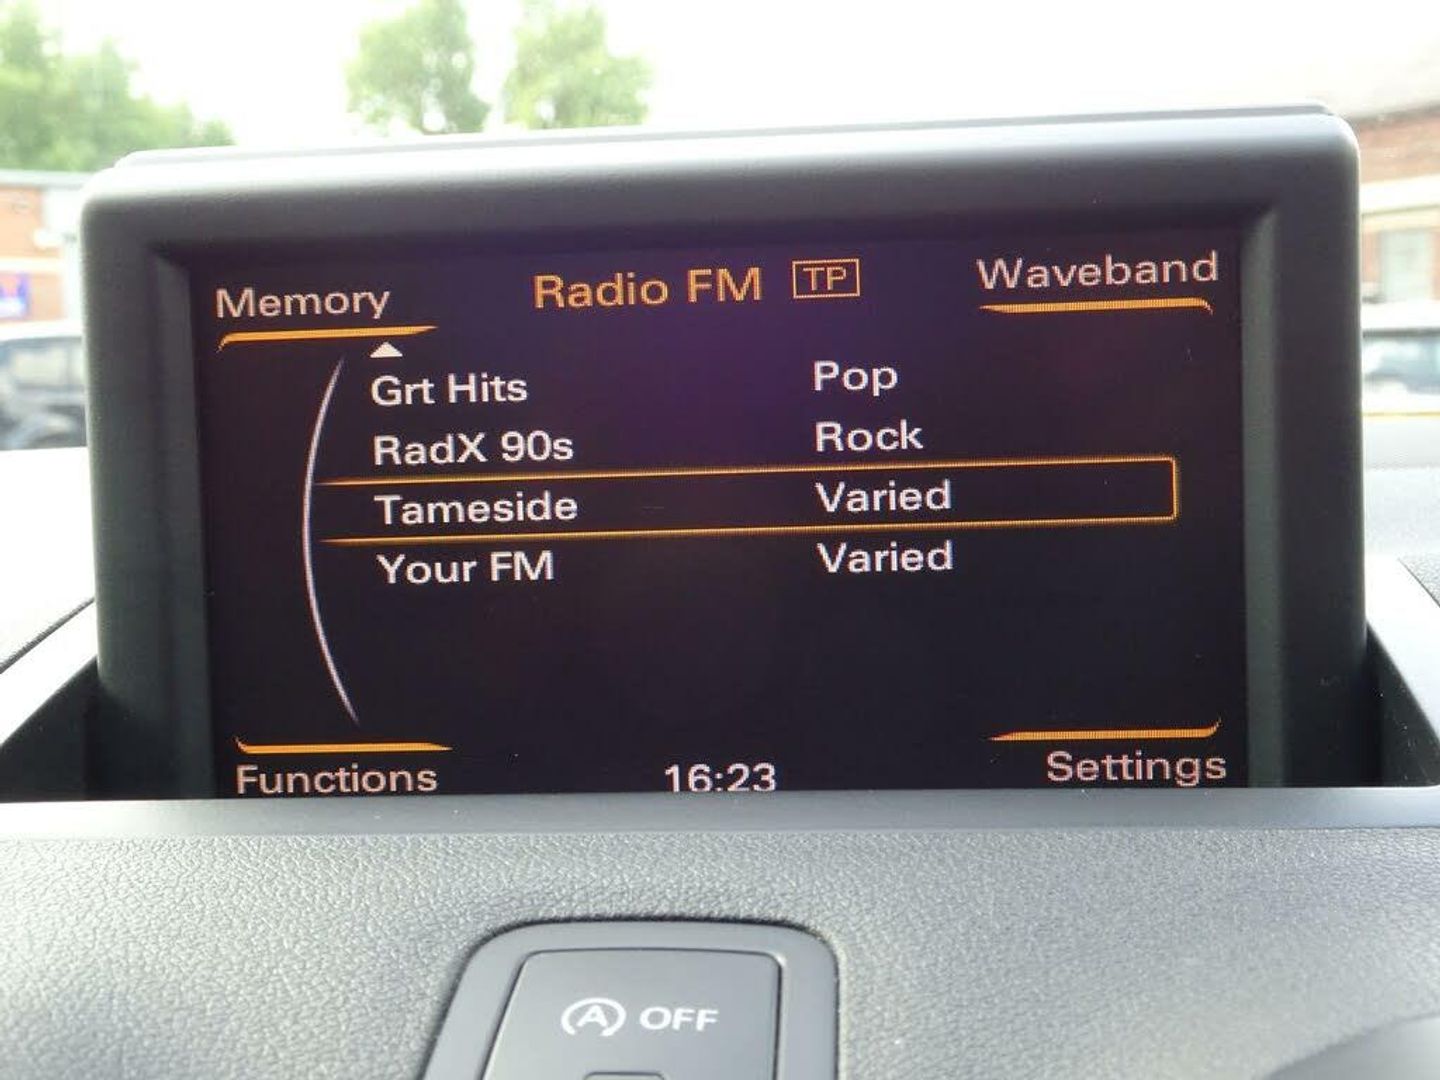 Memory Radio FM TP Waveband
Grt Hits Pop
RadX 90s Rock
Tameside Varied
Your FM Varied
Functions 16:23 Settings
A OFF